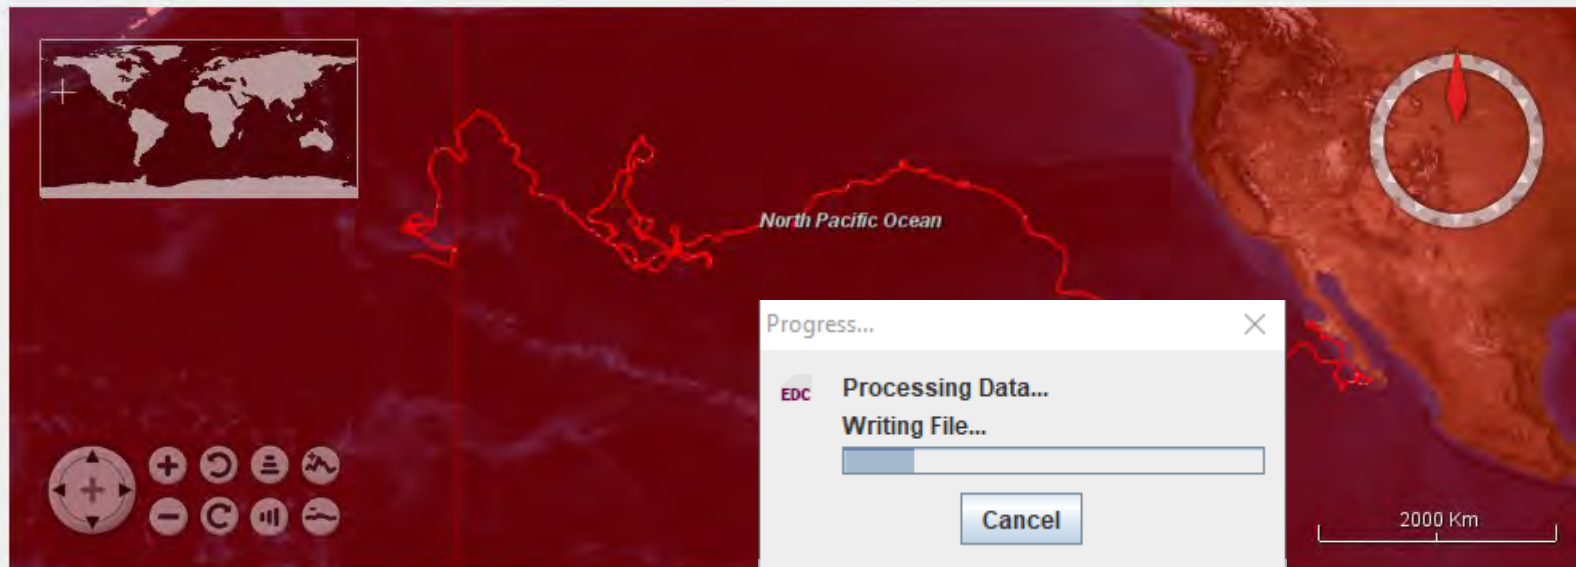 North Pacific Ocean
Progress...
EDC
Processing Data...
Writing File...
Cancel
2000 Km